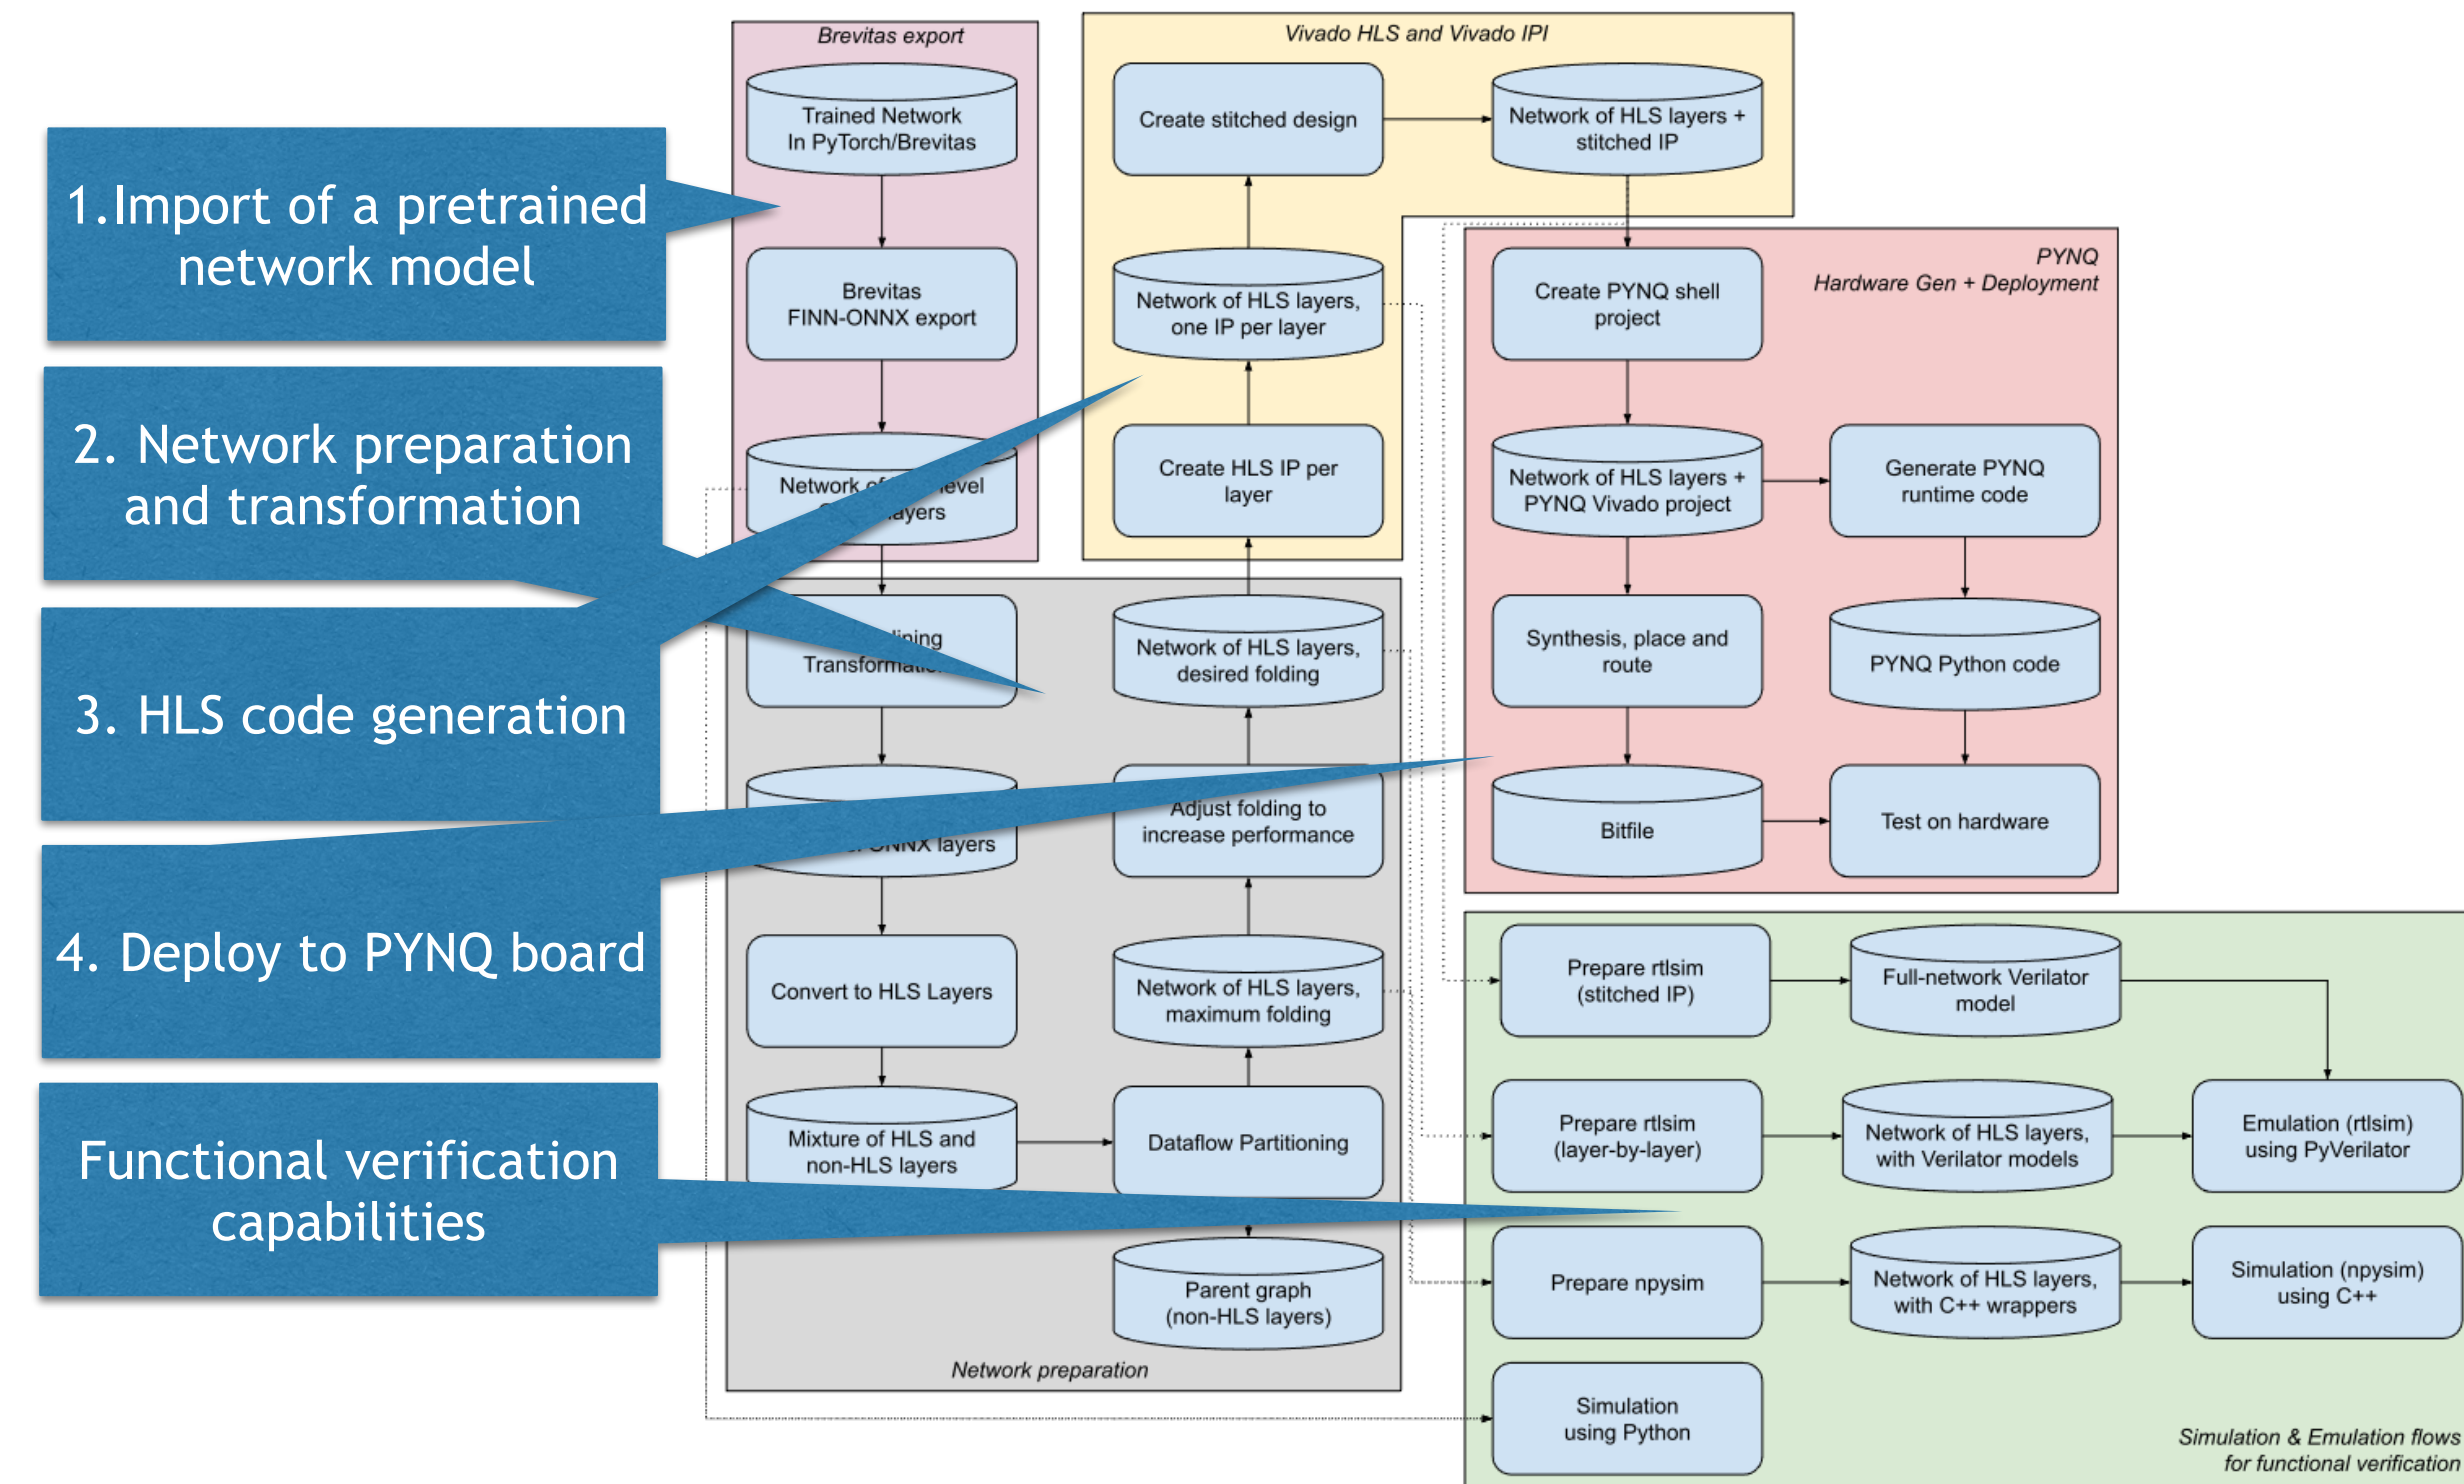 1.Import of a pretrained
network model
2. Network preparation
and transformation
3. HLS code generation
4. Deploy to PYNQ board
Functional verification
capabilities
Brevitas export
Trained Network
In PyTorch/Brevitas
Brevitas
FINN-ONNX export
Network of
layers
Transformation
ONNX layers
Convert to HLS Layers
Mixture of HLS and
non-HLS layers
Dataflow Partitioning
Parent graph
(non-HLS layers)
Network of HLS layers,
maximum folding
Adjust folding to
increase performance
Network of HLS layers,
desired folding
Network preparation
Vivado HLS and Vivado IPI
Create HLS IP per
layer
Network of HLS layers,
one IP per layer
Create stitched design
Network of HLS layers +
stitched IP
PYNQ
Hardware Gen + Deployment
Create PYNQ shell
project
Network of HLS layers +
PYNQ Vivado project
Generate PYNQ
runtime code
Synthesis, place and
route
PYNQ Python code
Bitfile
Test on hardware
Prepare rtlsim
(stitched IP)
Full-network Verilator
model
Prepare rtlsim
(layer-by-layer)
Network of HLS layers,
with Verilator models
Emulation (rtlsim)
using PyVerilator
Prepare npysim
Network of HLS layers,
with C++ wrappers
Simulation (npysim)
using C++
Simulation
using Python
Simulation & Emulation flows
for functional verification